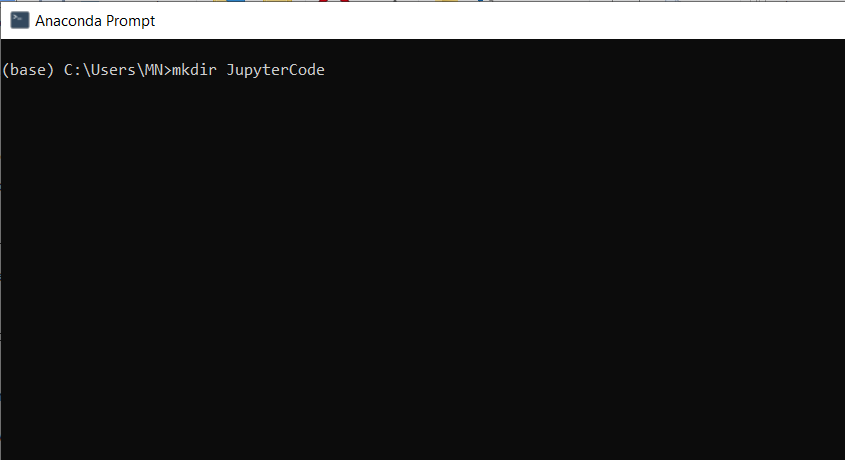 Anaconda Prompt
(base) C:\Users\MN>mkdir JupyterCode